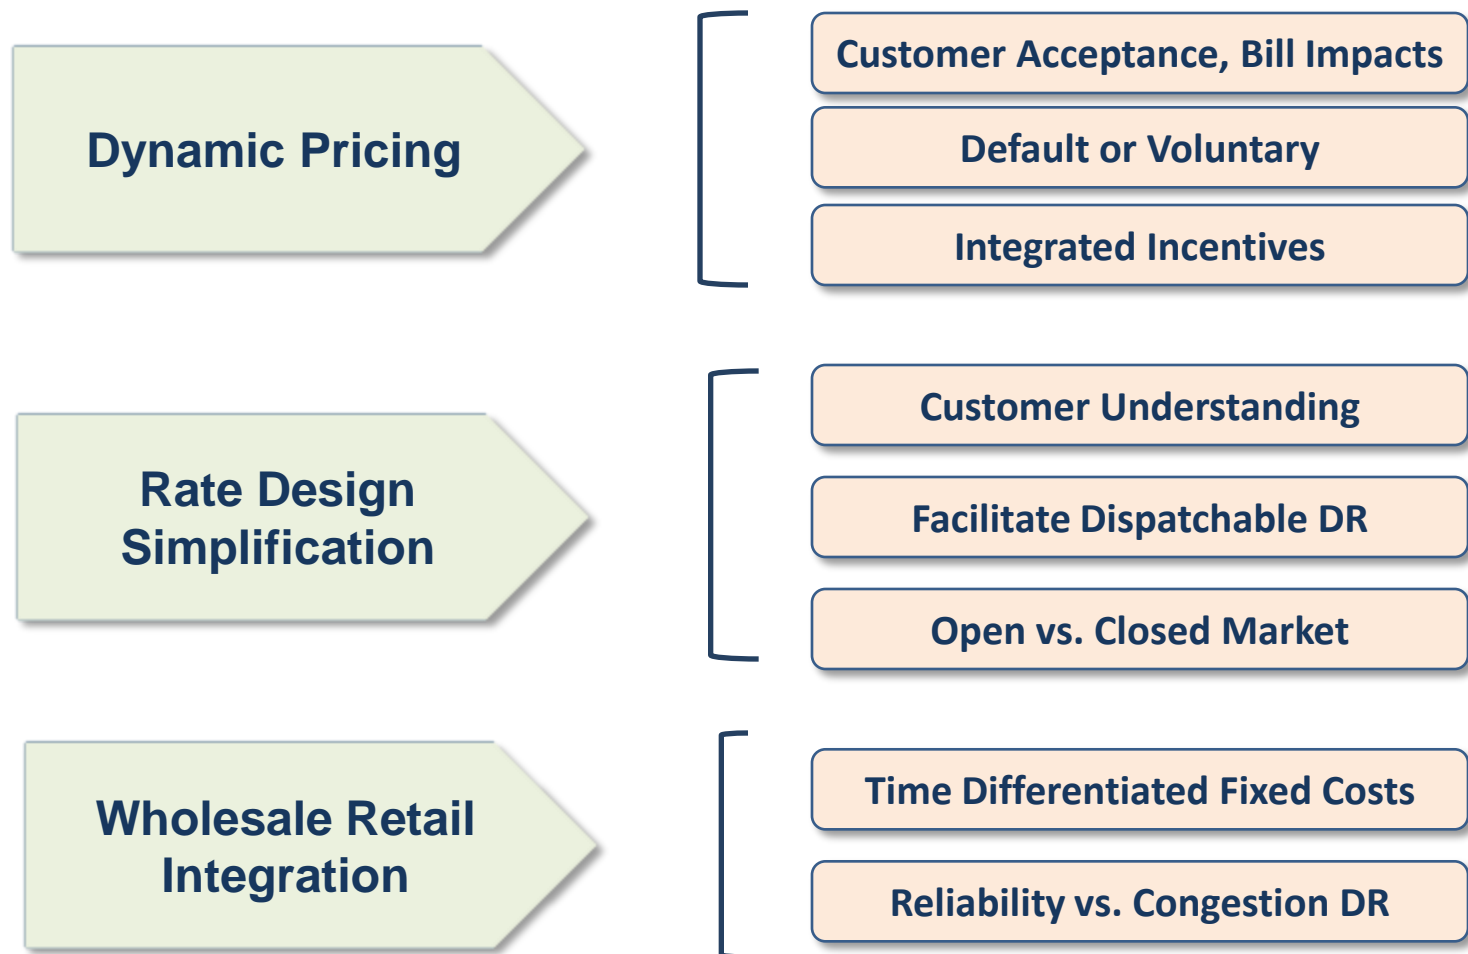 Dynamic Pricing
Customer Acceptance, Bill Impacts
Default or Voluntary
Integrated Incentives
Rate Design
Simplification
Customer Understanding
Facilitate Dispatchable DR
Open vs. Closed Market
Wholesale Retail
Integration
Time Differentiated Fixed Costs
Reliability vs. Congestion DR